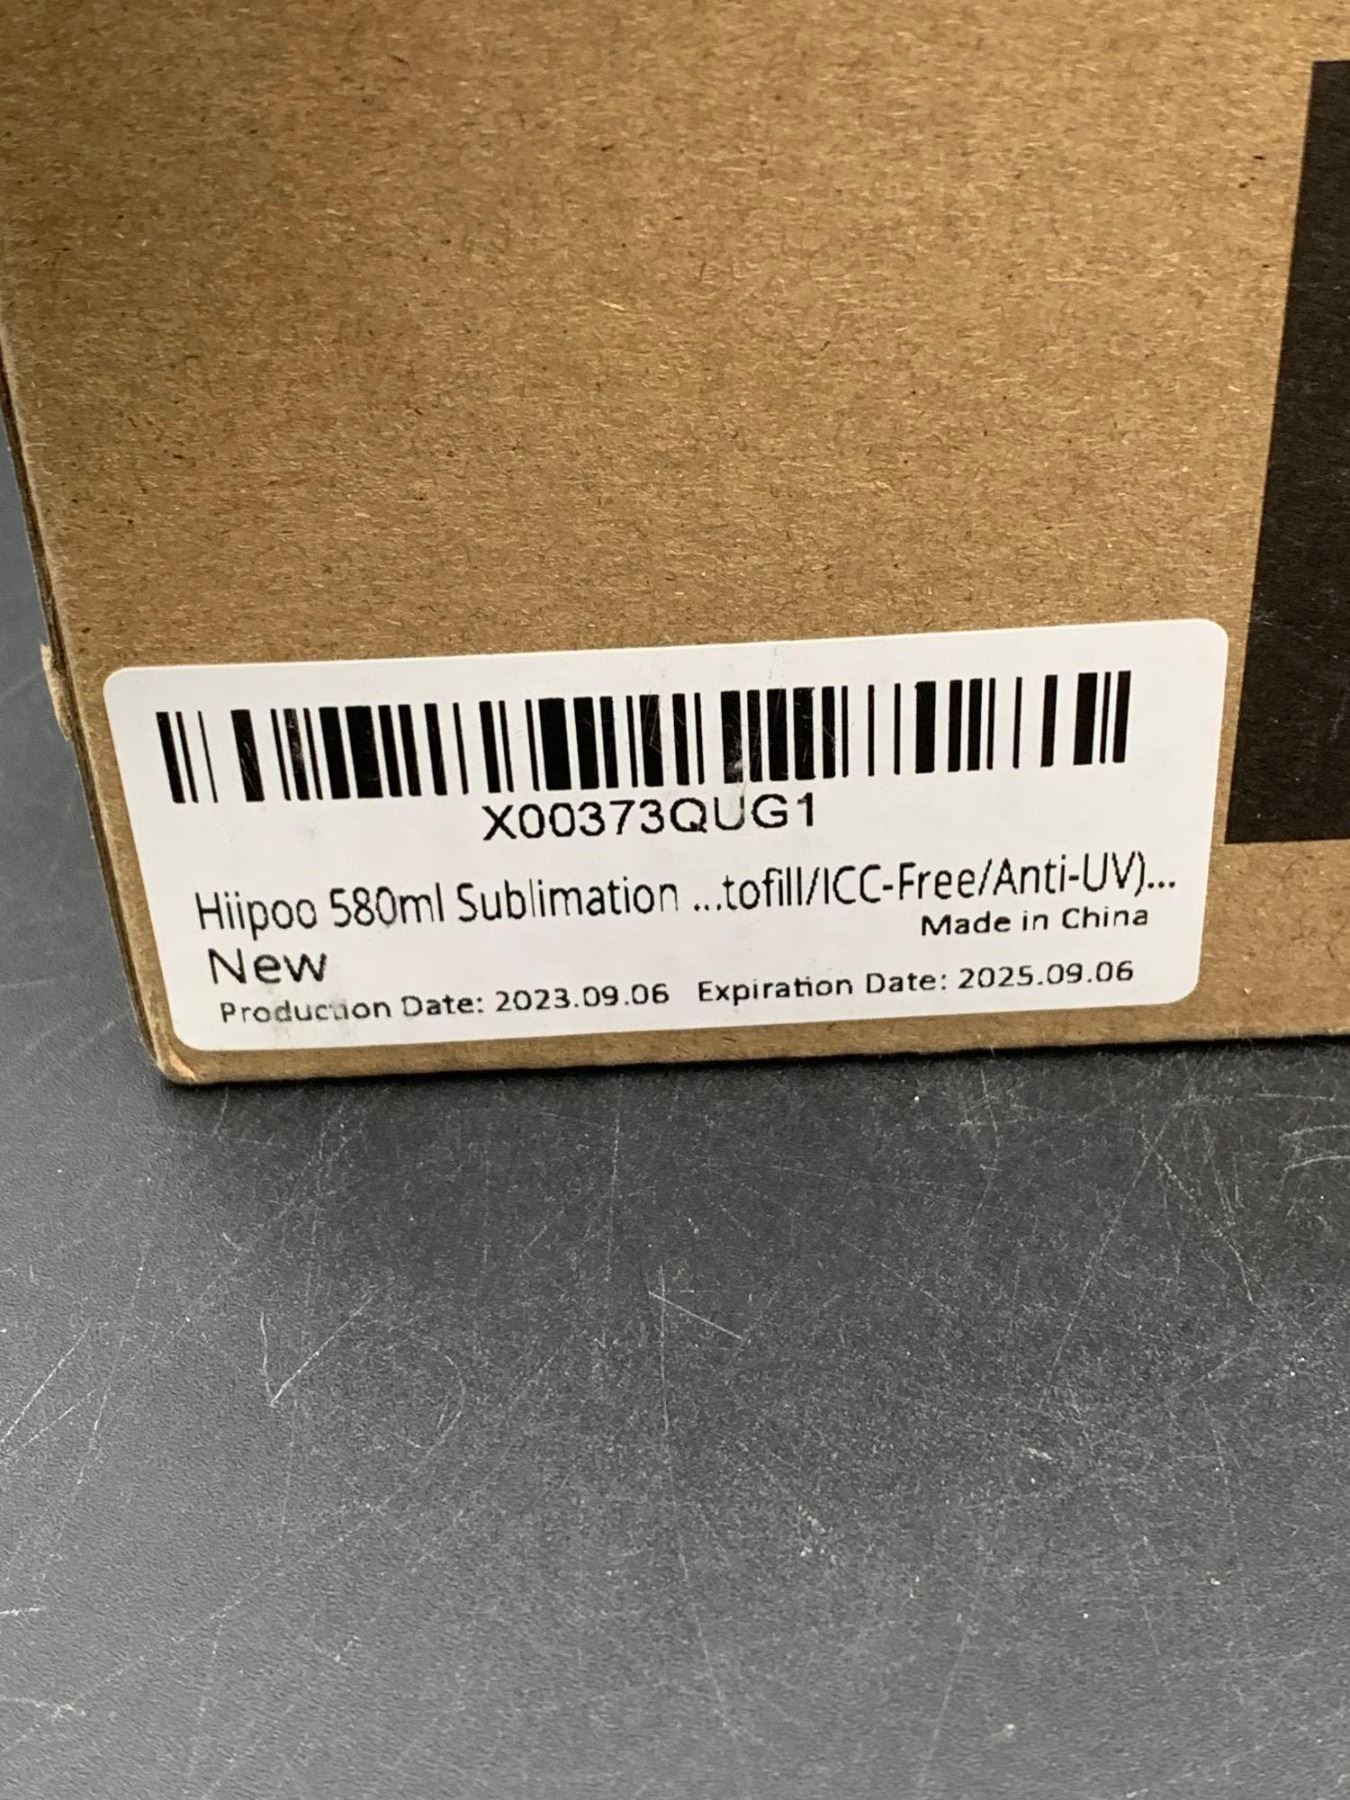 X00373QUG1
Hiipoo 580ml Sublimation ...tofill/ICC-Free/Anti-UV)...
Made in China
New
Production Date: 2023.09.06 Expiration Date: 2025.09.06